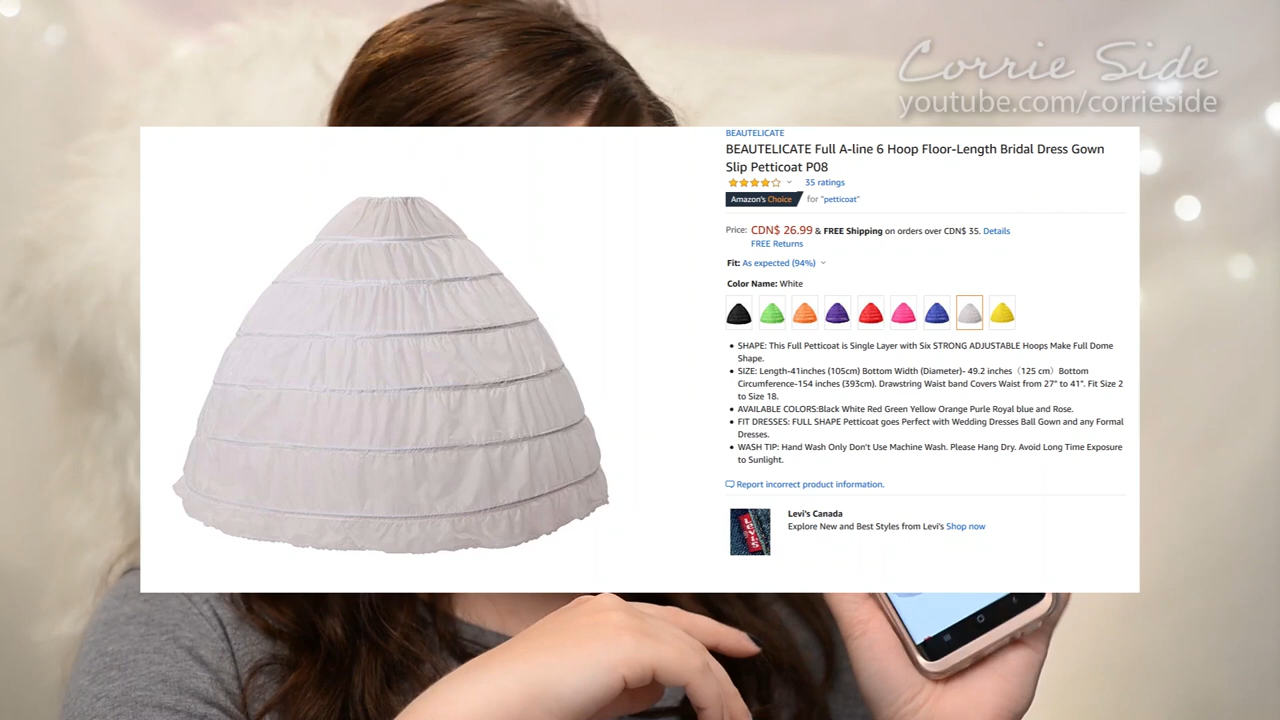 Corrie Side
youtube.com/corrieside
BEAUTELICATE
BEAUTELICATE Full A-line 6 Hoop Floor-Length Bridal Dress Gown
Slip Petticoat P08
35 ratings
Amazon's Choice for "petticoat"
Price: CDN$ 26.99 & FREE Shipping on orders over CDN$ 35. Details
FREE Returns
Fit: As expected (94%)
Color Name: White
• SHAPE: This Full Petticoat is Single Layer with Six STRONG ADJUSTABLE Hoops Make Full Dome
Shape.
• SIZE: Length-41inches (105cm) Bottom Width (Diameter)- 49.2 inches（125 cm）Bottom
Circumference-154 inches (393cm). Drawstring Waist band Covers Waist from 27" to 41". Fit Size 2
to Size 18.
• AVAILABLE COLORS:Black White Red Green Yellow Orange Purle Royal blue and Rose.
• FIT DRESSES: FULL SHAPE Petticoat goes Perfect with Wedding Dresses Ball Gown and any Formal
Dresses.
• WASH TIP: Hand Wash Only Don't Use Machine Wash. Please Hang Dry. Avoid Long Time Exposure
to Sunlight.
Report incorrect product information.
LEVI'S
Levi's Canada
Explore New and Best Styles from Levi's Shop now